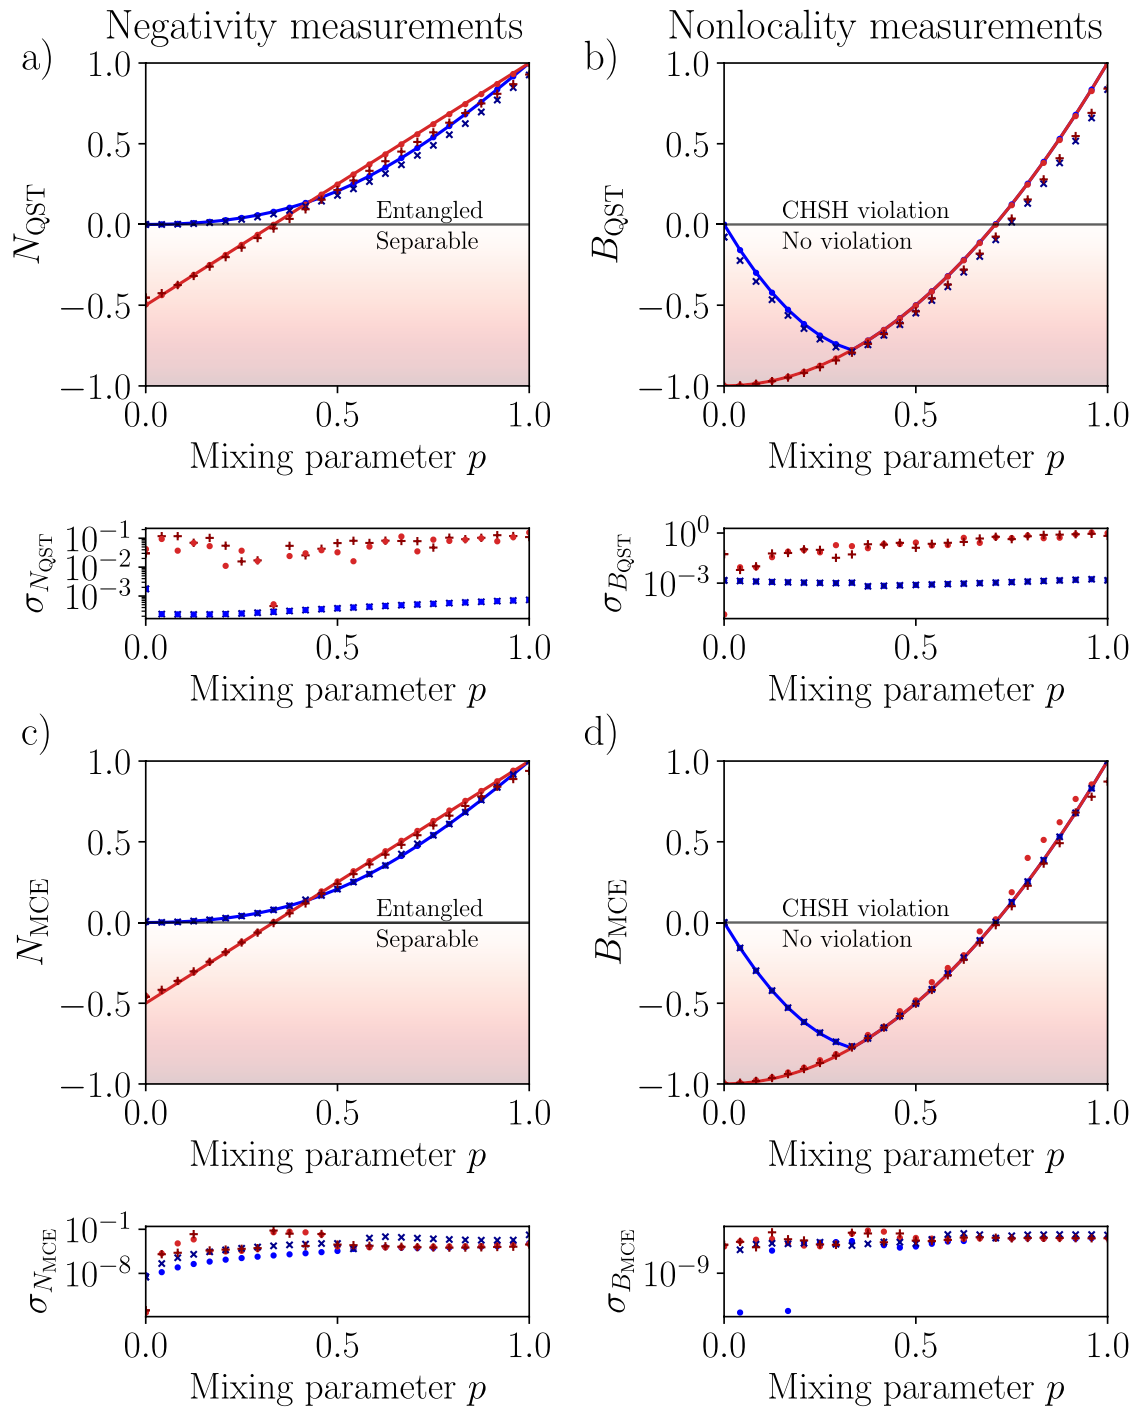 Negativity measurements
Nonlocality measurements
a)
1.0
0.5
0.0
−0.5
−1.0
N_QST
Entangled
Separable
0.0 0.5 1.0
Mixing parameter p
b)
1.0
0.5
0.0
−0.5
−1.0
B_QST
CHSH violation
No violation
0.0 0.5 1.0
Mixing parameter p
10^−1
10^−2
10^−3
σ_N_QST
0.0 0.5 1.0
Mixing parameter p
10^0
10^−3
σ_B_QST
0.0 0.5 1.0
Mixing parameter p
c)
1.0
0.5
0.0
−0.5
−1.0
N_MCE
Entangled
Separable
0.0 0.5 1.0
Mixing parameter p
d)
1.0
0.5
0.0
−0.5
−1.0
B_MCE
CHSH violation
No violation
0.0 0.5 1.0
Mixing parameter p
10^−1
10^−8
σ_N_MCE
0.0 0.5 1.0
Mixing parameter p
10^−9
σ_B_MCE
0.0 0.5 1.0
Mixing parameter p